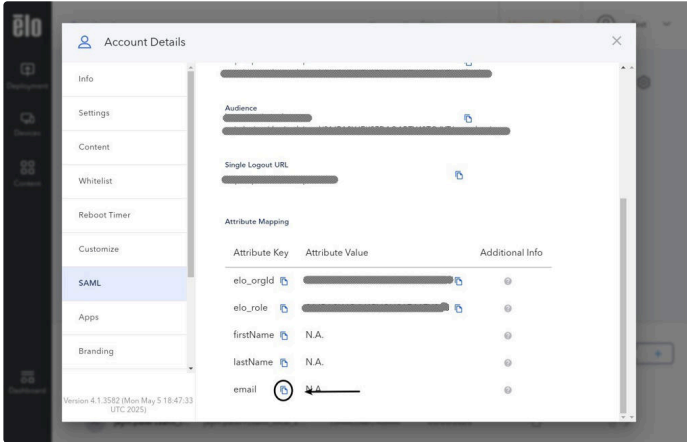 elo
Account Details
Info
Settings
Content
Whitelist
Reboot Timer
Customize
SAML
Apps
Branding
Version 4.1.3582 (Mon May 5 18:47:33
UTC 2025)
Audience
Single Logout URL
Attribute Mapping
Attribute Key Attribute Value Additional Info
elo_orgId
elo_role
firstName N.A.
lastName N.A.
email N.A.
Deployment
Devices
Content
Dashboard